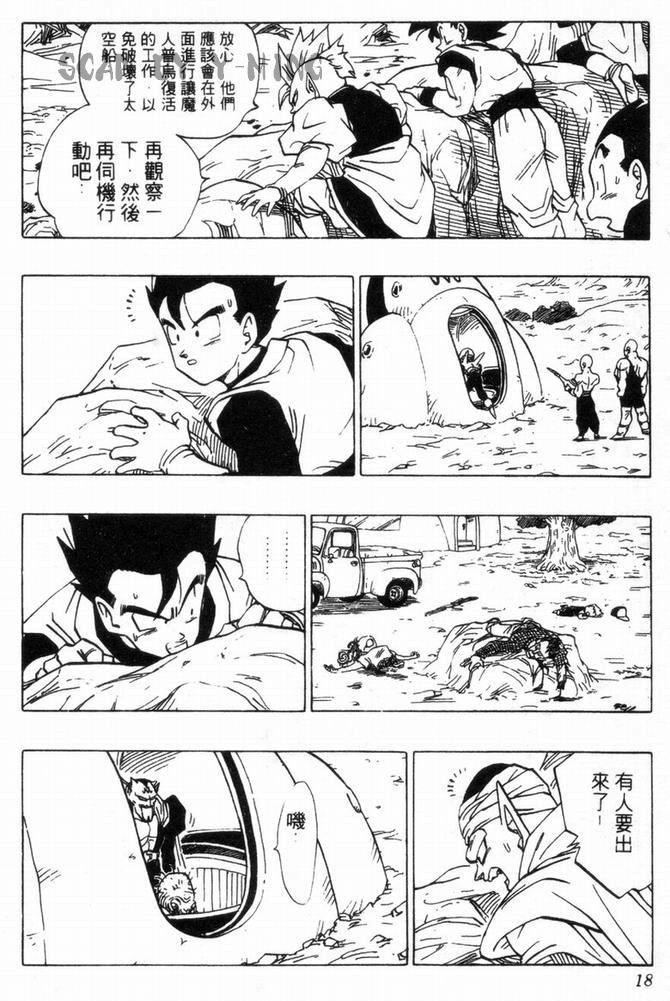 放心．他們
應該會在外
面進行讓魔
人普烏復活
的工作．以
免破壞了太
空船
再觀察一
下．然後
再伺機行
動吧．
⋯⋯⋯
有人要出
來了！
嘰．
18